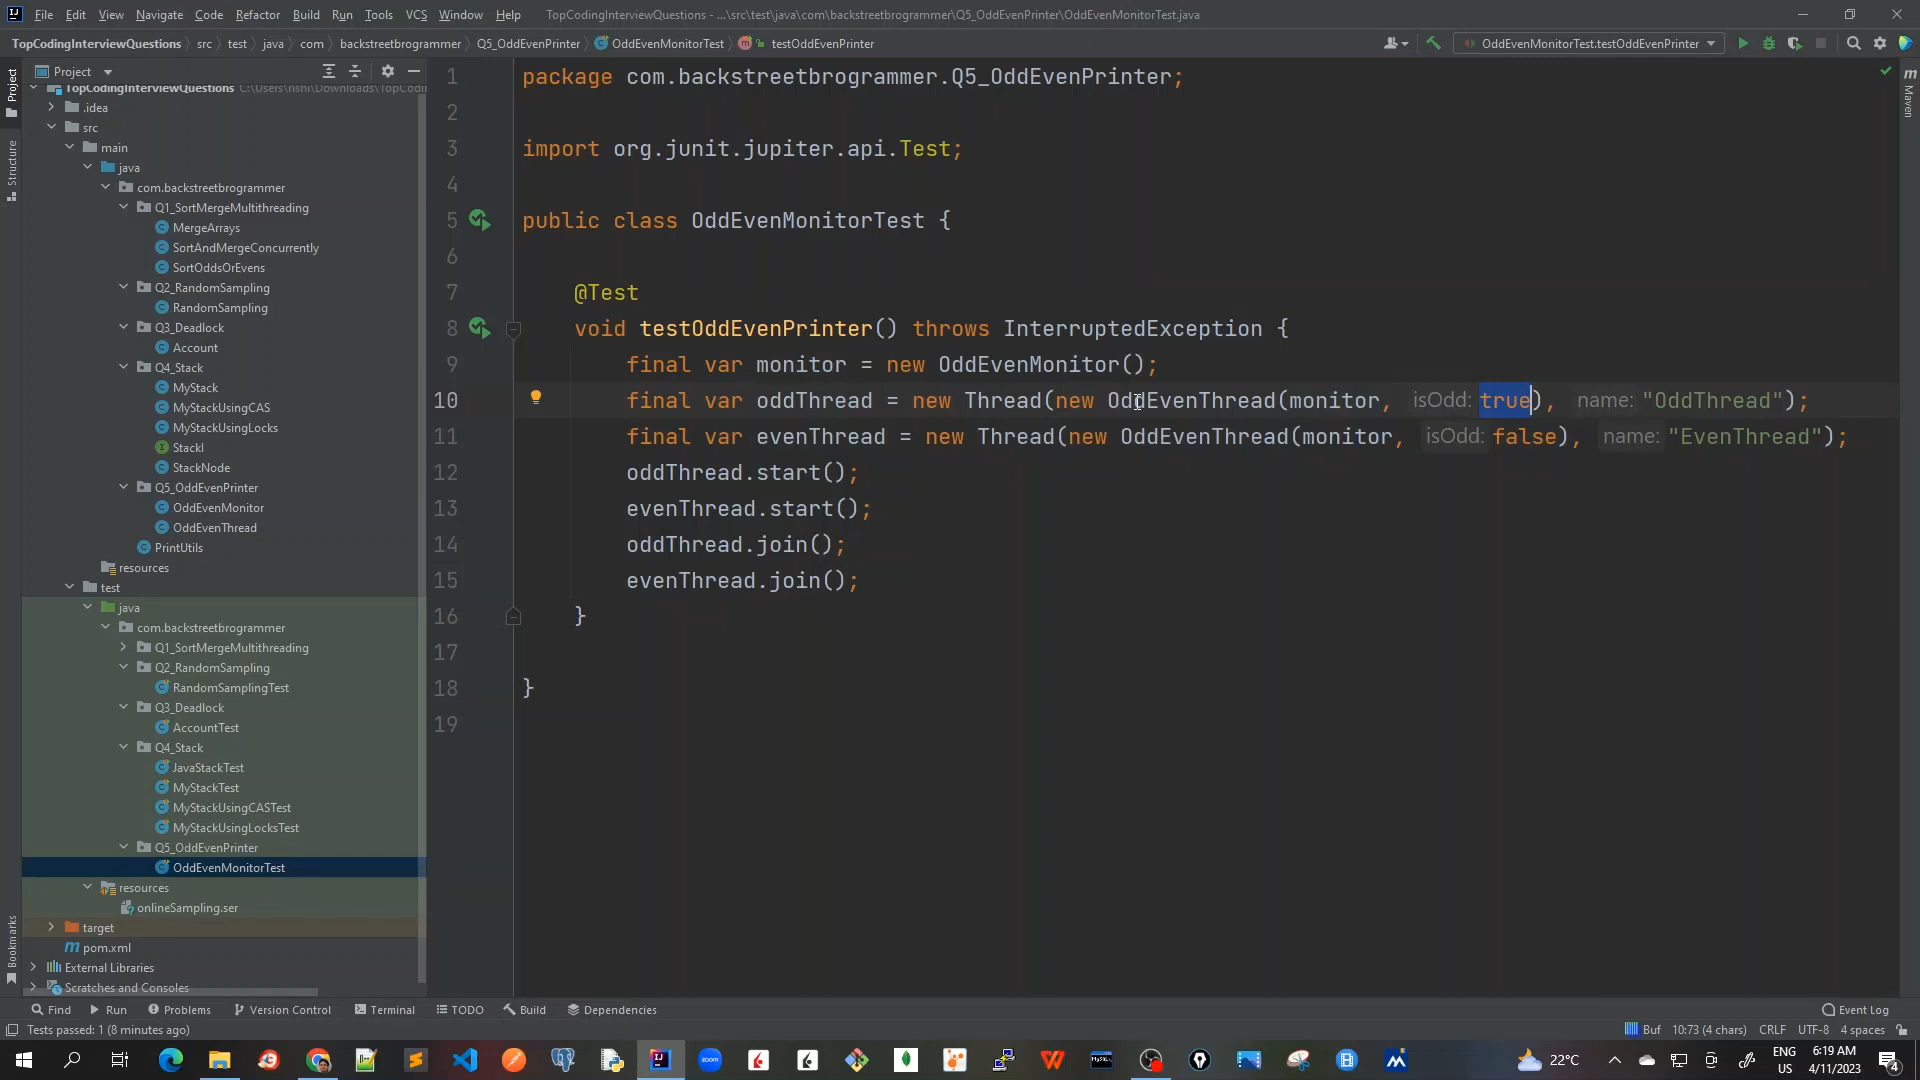 File Edit View Navigate Code Refactor Build Run Tools VCS Window Help TopCodingInterviewQuestions - ...\src\test\java\com\backstreetbrogrammer\Q5_OddEvenPrinter\OddEvenMonitorTest.java
TopCodingInterviewQuestions src test java com backstreetbrogrammer Q5_OddEvenPrinter OddEvenMonitorTest testOddEvenPrinter OddEvenMonitorTest.testOddEvenPrinter
Project
TopCodingInterviewQuestions
.idea
src
main
java
com.backstreetbrogrammer
Q1_SortMergeMultithreading
MergeArrays
SortAndMergeConcurrently
SortOddsOrEvens
Q2_RandomSampling
RandomSampling
Q3_Deadlock
Account
Q4_Stack
MyStack
MyStackUsingCAS
MyStackUsingLocks
StackI
StackNode
Q5_OddEvenPrinter
OddEvenMonitor
OddEvenThread
PrintUtils
resources
test
java
com.backstreetbrogrammer
Q1_SortMergeMultithreading
Q2_RandomSampling
RandomSamplingTest
Q3_Deadlock
AccountTest
Q4_Stack
JavaStackTest
MyStackTest
MyStackUsingCASTest
MyStackUsingLocksTest
Q5_OddEvenPrinter
OddEvenMonitorTest
resources
onlineSampling.ser
target
pom.xml
External Libraries
Scratches and Consoles
Project
Structure
Bookmarks
Maven
1 package com.backstreetbrogrammer.Q5_OddEvenPrinter;
2
3 import org.junit.jupiter.api.Test;
4
5 public class OddEvenMonitorTest {
6
7 @Test
8 void testOddEvenPrinter() throws InterruptedException {
9 final var monitor = new OddEvenMonitor();
10 final var oddThread = new Thread(new OddEvenThread(monitor, isOdd: true), name: "OddThread");
11 final var evenThread = new Thread(new OddEvenThread(monitor, isOdd: false), name: "EvenThread");
12 oddThread.start();
13 evenThread.start();
14 oddThread.join();
15 evenThread.join();
16 }
17
18 }
19
Find Run Problems Version Control Terminal TODO Build Dependencies Event Log
Tests passed: 1 (8 minutes ago) Buf 10:73 (4 chars) CRLF UTF-8 4 spaces
22°C ENG 6:19 AM
US 4/11/2023 4